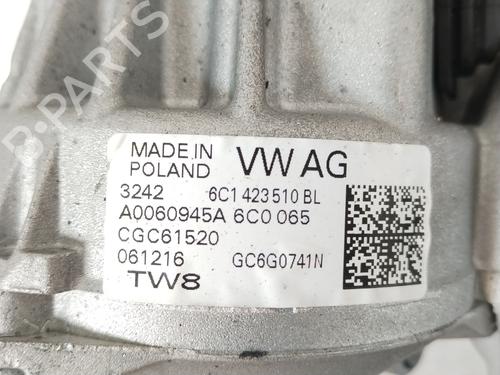 B-PARTS
MADE IN
POLAND VW AG
3242 6C1 423 510 BL
A0060945A 6C0 065
CGC61520
061216 GC6G0741N
TW8